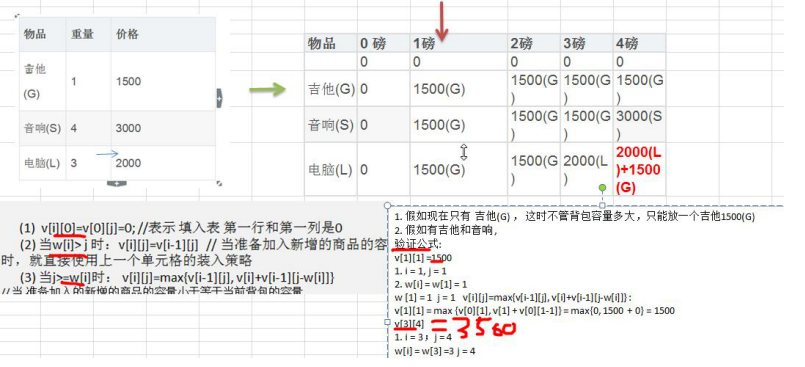 物品 重量 价格
吉他
(G) 1 1500
音响(S) 4 3000
电脑(L) 3 2000
物品 0 磅 1磅 2磅 3磅 4磅
0 0 0 0 0
吉他(G) 0 1500(G) 1500(G) 1500(G) 1500(G)
音响(S) 0 1500(G) 1500(G) 1500(G) 3000(S)
电脑(L) 0 1500(G) 1500(G) 2000(L) 2000(L)+1500(G)
(1) v[i][0]=v[0][j]=0; //表示 填入表 第一行和第一列是0
(2) 当w[i]> j 时：v[i][j]=v[i-1][j] // 当准备加入新增的商品的容
时，就直接使用上一个单元格的装入策略
(3) 当j>=w[i]时： v[i][j]=max{v[i-1][j], v[i]+v[i-1][j-w[i]]}
//当 准备加入的新增的商品的容量小于等于当前背包的容量
1. 假如现在只有 吉他(G) ， 这时不管背包容量多大，只能放一个吉他1500(G)
2. 假如有吉他和音响,
验证公式:
v[1][1] =1500
1. i = 1, j = 1
2. w[i] = w[1] = 1
w [1] = 1 j = 1 v[i][j]=max{v[i-1][j], v[i]+v[i-1][j-w[i]]} :
v[1][1] = max {v[0][1], v[1] + v[0][1-1]} = max{0, 1500 + 0} = 1500
v[3][4] = 3500
1. i = 3； j = 4
w[i] = w[3] =3 j = 4